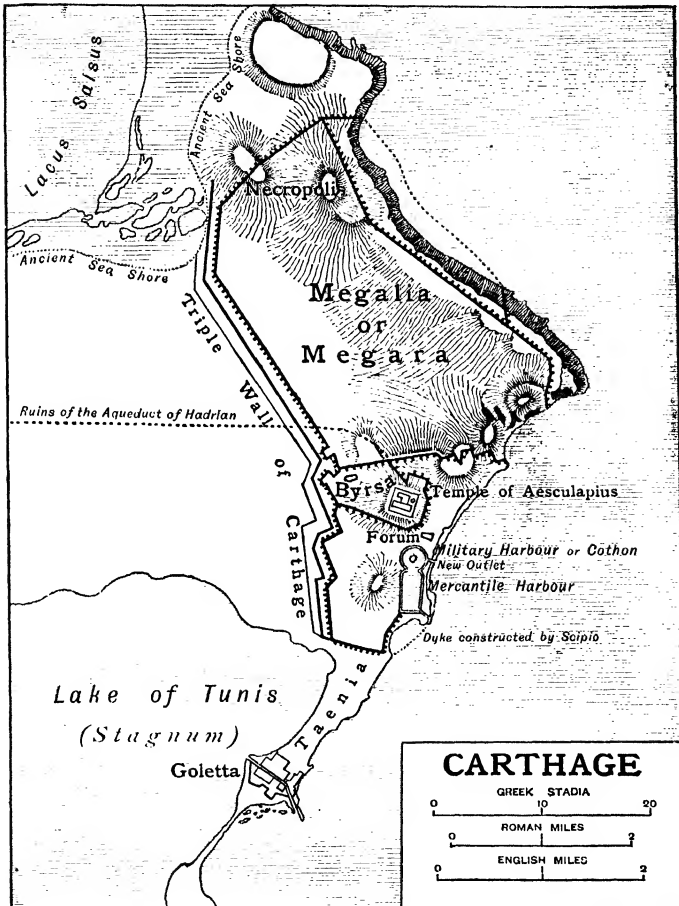 Lacus Salsus
Ancient Sea Shore
Ancient Sea Shore
Necropolis
Ancient Sea Shore
Megalia
or
Megara
Triple Wall of Carthage
Ruins of the Aqueduct of Hadrian
Byrsa
Temple of Aesculapius
Forum
Military Harbour or Cothon
New Outlet
Mercantile Harbour
Dyke constructed by Scipio
Taenia
Lake of Tunis
(Stagnum)
Goletta
CARTHAGE
GREEK STADIA
0 10 20
ROMAN MILES
0 2
ENGLISH MILES
0 2